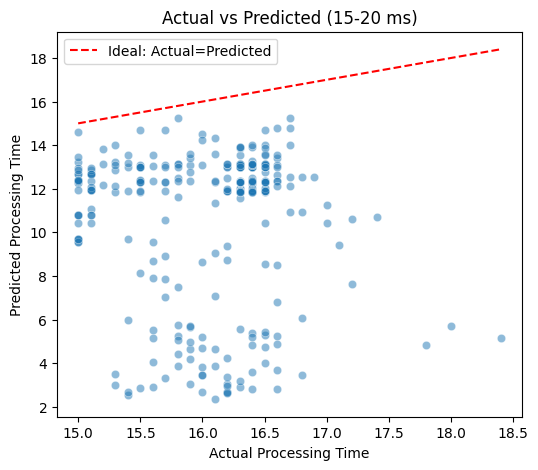 Actual vs Predicted (15-20 ms)
Ideal: Actual=Predicted
Predicted Processing Time
18
16
14
12
10
8
6
4
2
15.0 15.5 16.0 16.5 17.0 17.5 18.0 18.5
Actual Processing Time